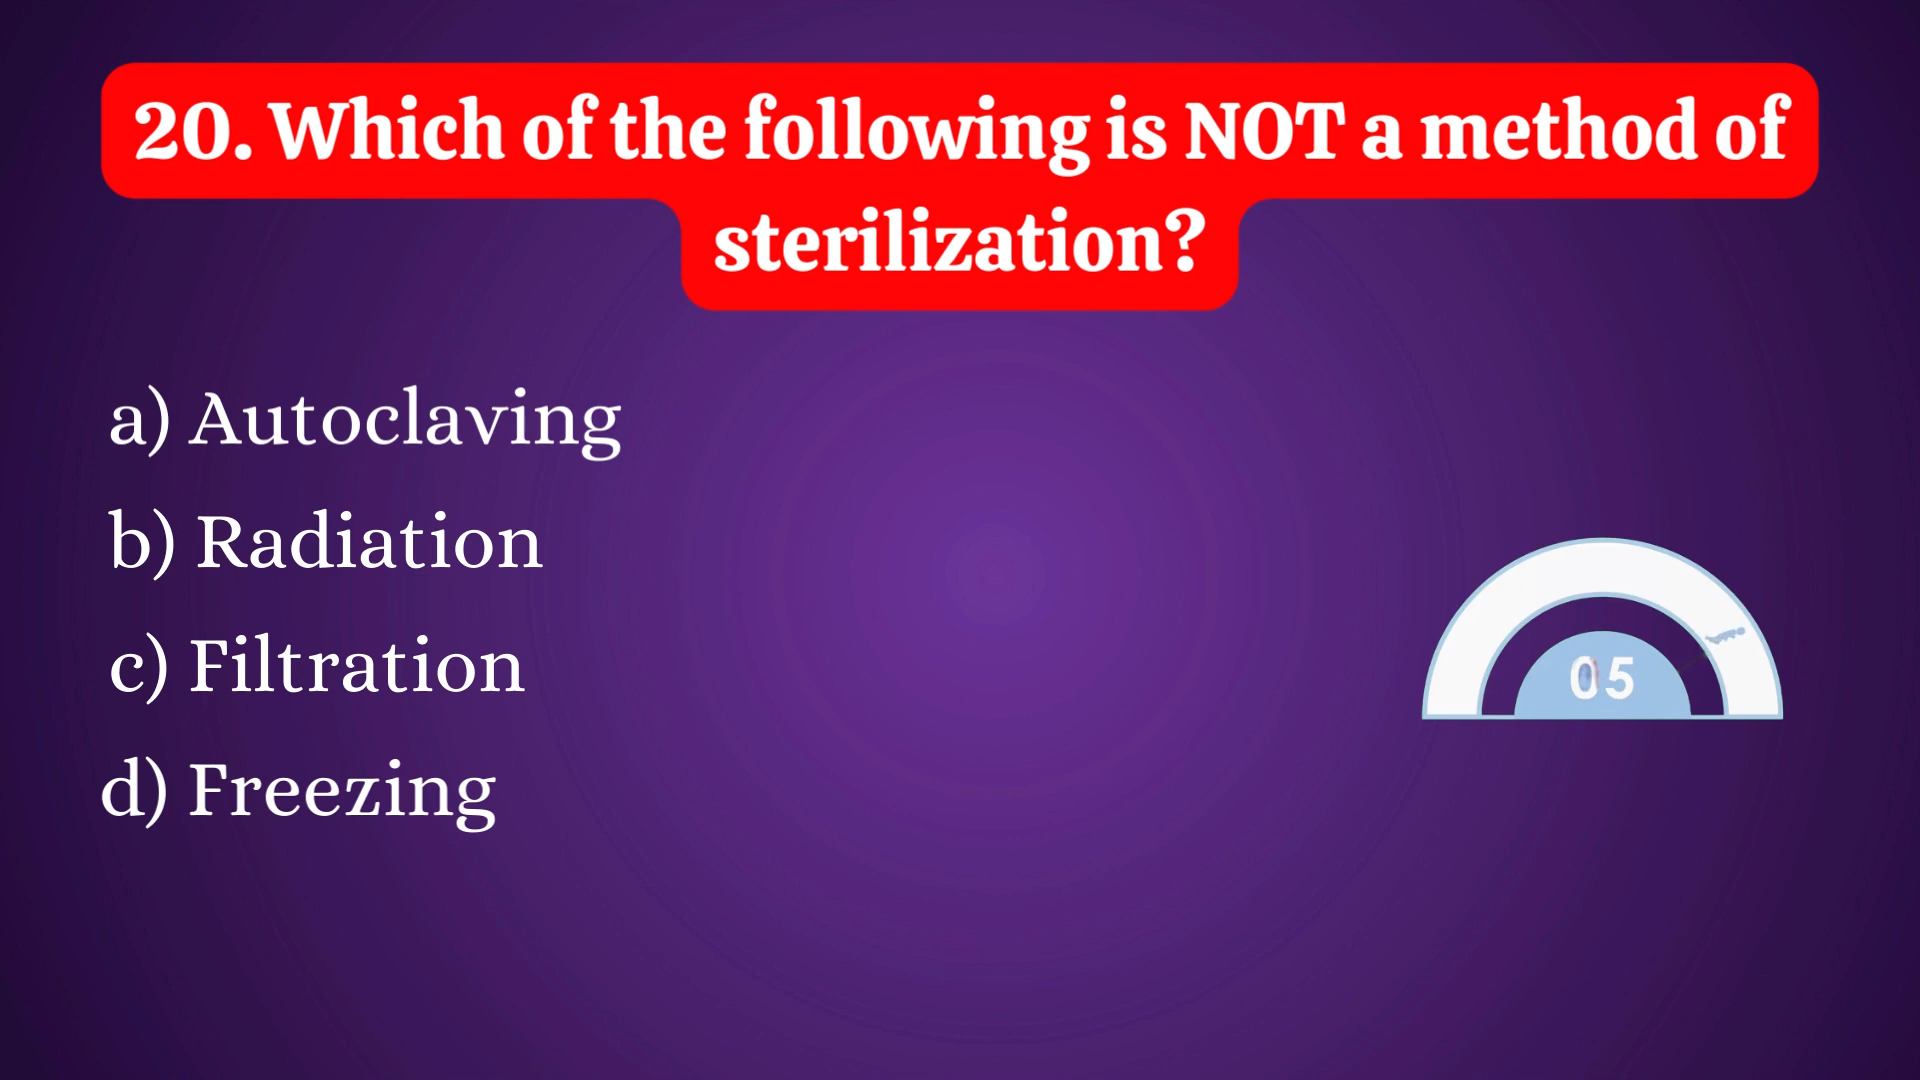 20. Which of the following is NOT a method of
sterilization?
a) Autoclaving
b) Radiation
c) Filtration
d) Freezing
05